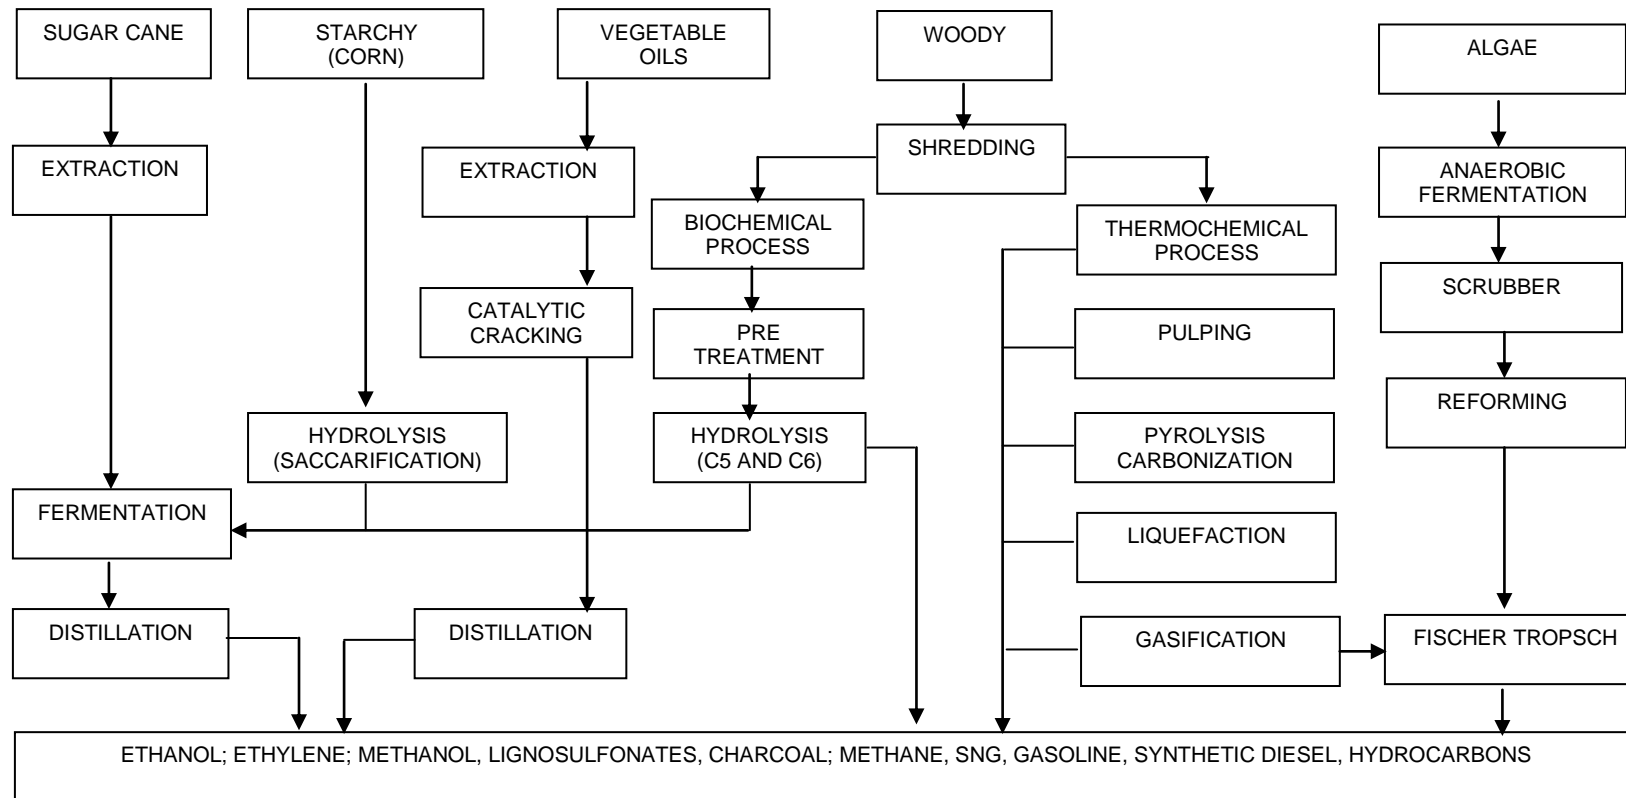 SUGAR CANE
STARCHY
(CORN)
VEGETABLE
OILS
WOODY
ALGAE
EXTRACTION
EXTRACTION
SHREDDING
ANAEROBIC
FERMENTATION
BIOCHEMICAL
PROCESS
THERMOCHEMICAL
PROCESS
SCRUBBER
CATALYTIC
CRACKING
PRE
TREATMENT
PULPING
REFORMING
HYDROLYSIS
(SACCARIFICATION)
HYDROLYSIS
(C5 AND C6)
PYROLYSIS
CARBONIZATION
FERMENTATION
LIQUEFACTION
DISTILLATION
DISTILLATION
GASIFICATION
FISCHER TROPSCH
ETHANOL; ETHYLENE; METHANOL, LIGNOSULFONATES, CHARCOAL; METHANE, SNG, GASOLINE, SYNTHETIC DIESEL, HYDROCARBONS